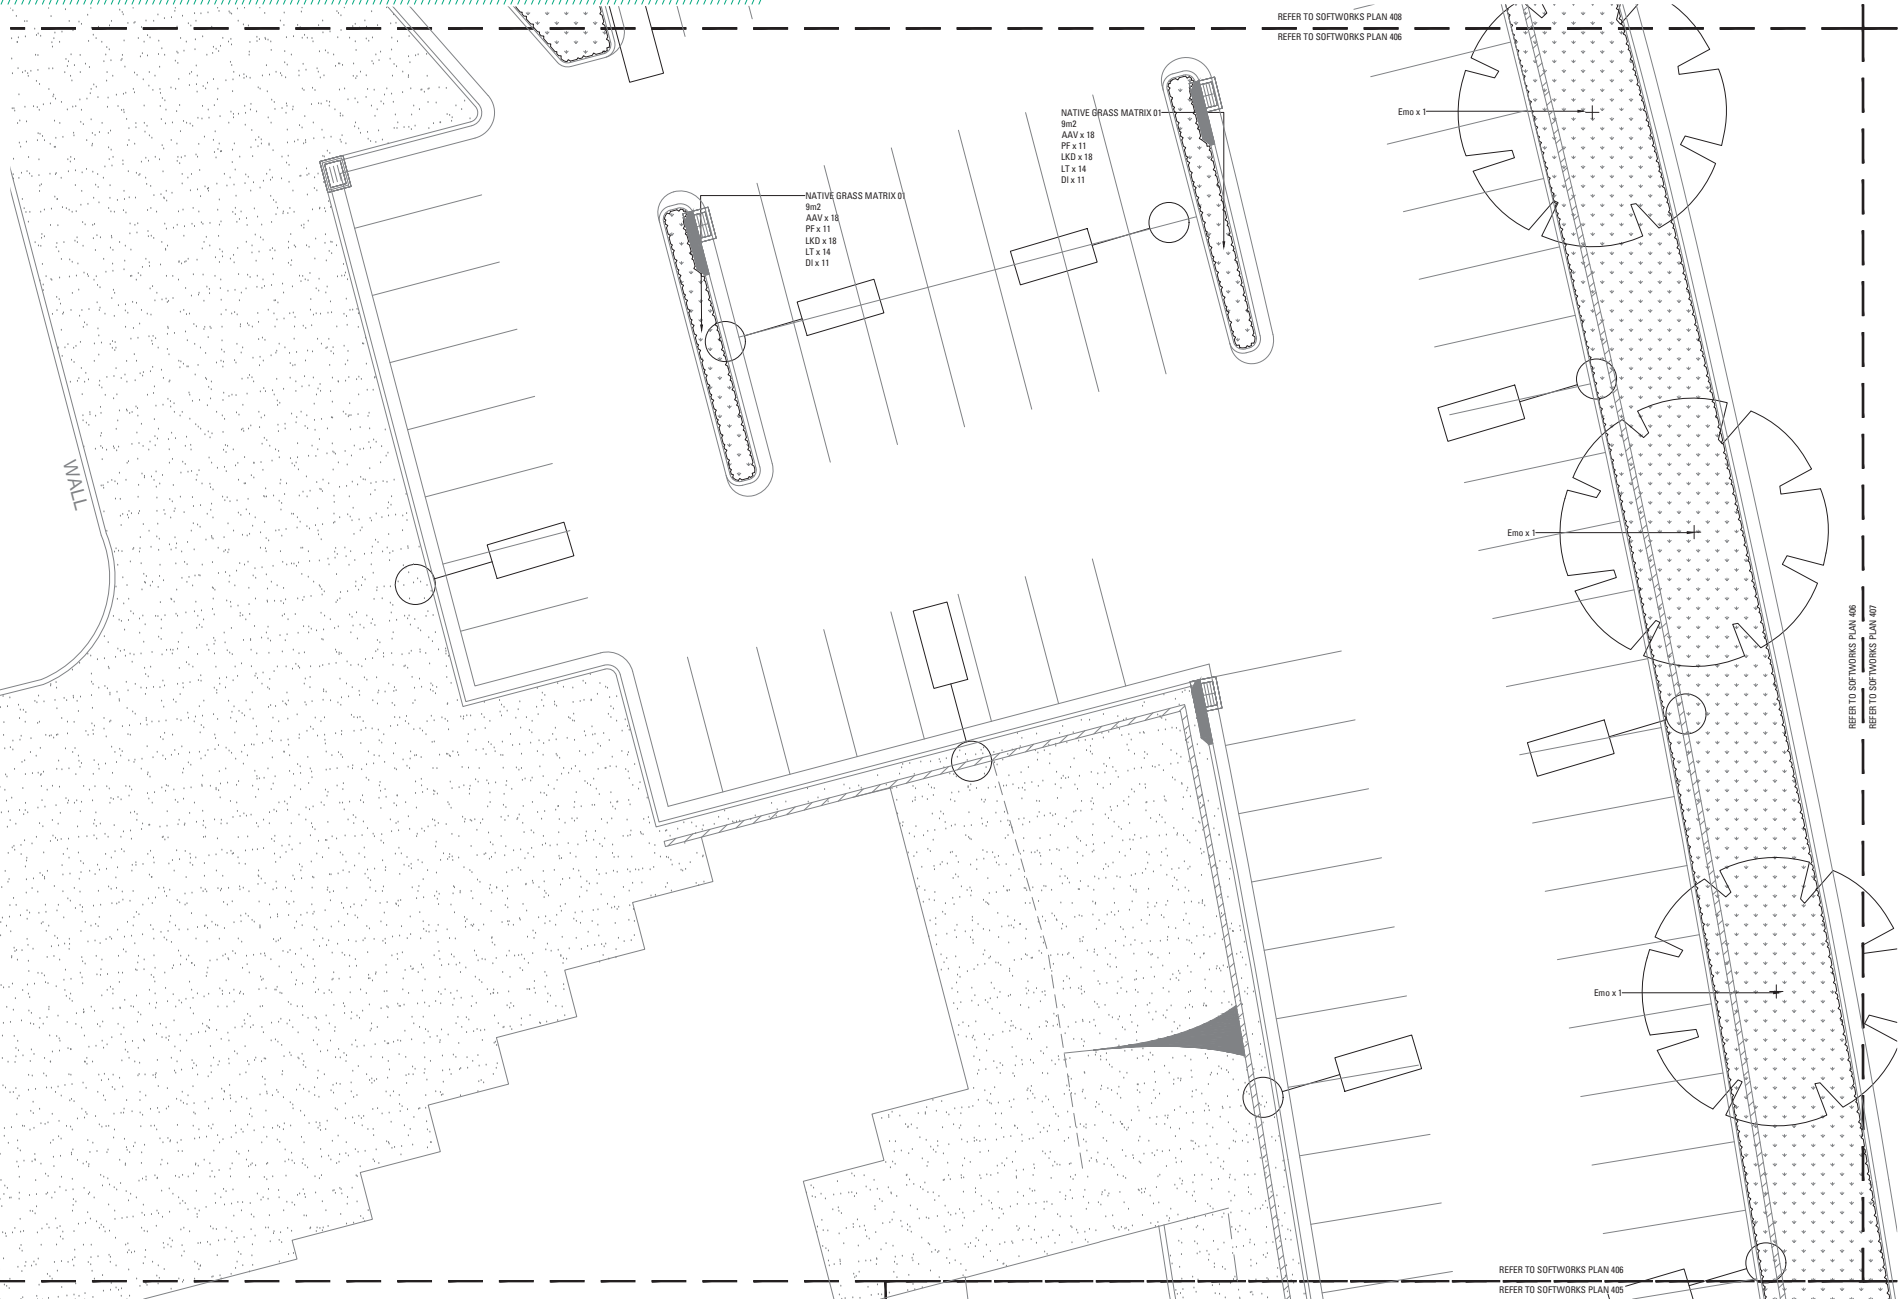 REFER TO SOFTWORKS PLAN 408
REFER TO SOFTWORKS PLAN 406
NATIVE GRASS MATRIX 01
9m2
AAV x 18
PF x 11
LKD x 18
LT x 14
DI x 11
Emo x 1
NATIVE GRASS MATRIX 01
9m2
AAV x 18
PF x 11
LKD x 18
LT x 14
DI x 11
WALL
Emo x 1
REFER TO SOFTWORKS PLAN 406
REFER TO SOFTWORKS PLAN 407
Emo x 1
REFER TO SOFTWORKS PLAN 406
REFER TO SOFTWORKS PLAN 405